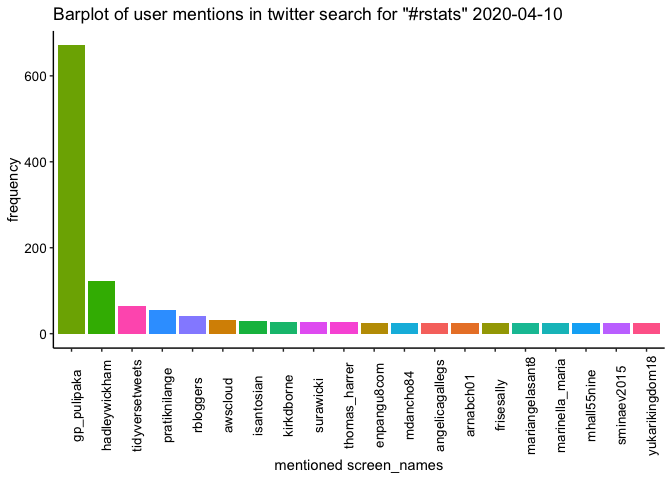 Barplot of user mentions in twitter search for "#rstats" 2020-04-10
frequency
600
400
200
0
gp_pulipaka
hadleywickham
tidyversetweets
pratiknilange
rbloggers
awscloud
isantosian
kirkdborne
surawicki
thomas_harrer
enpangu8com
mdancho84
angelicagallegs
arnabch01
frisesally
mariangelasant8
marinella_maria
mhall55nine
sminaev2015
yukarikingdom18
mentioned screen_names